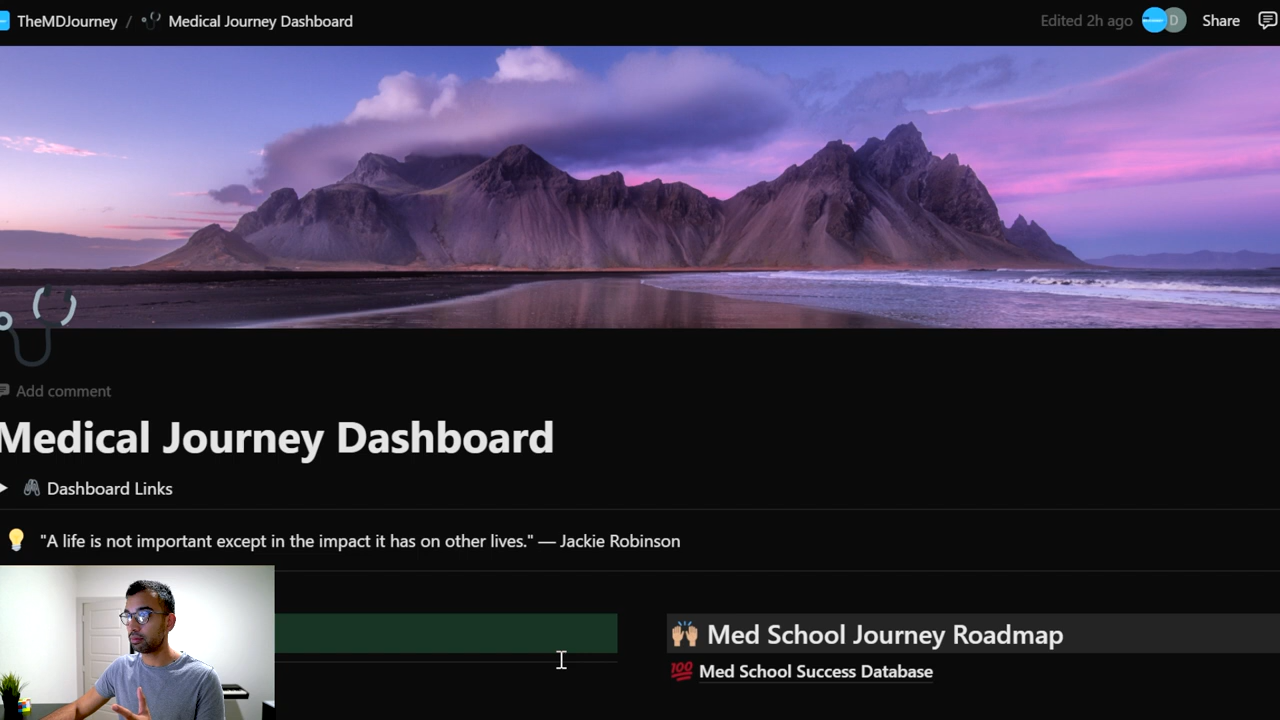 TheMDJourney / Medical Journey Dashboard
Edited 2h ago D Share
Add comment
Medical Journey Dashboard
Dashboard Links
"A life is not important except in the impact it has on other lives." — Jackie Robinson
🙌 Med School Journey Roadmap
💯 Med School Success Database